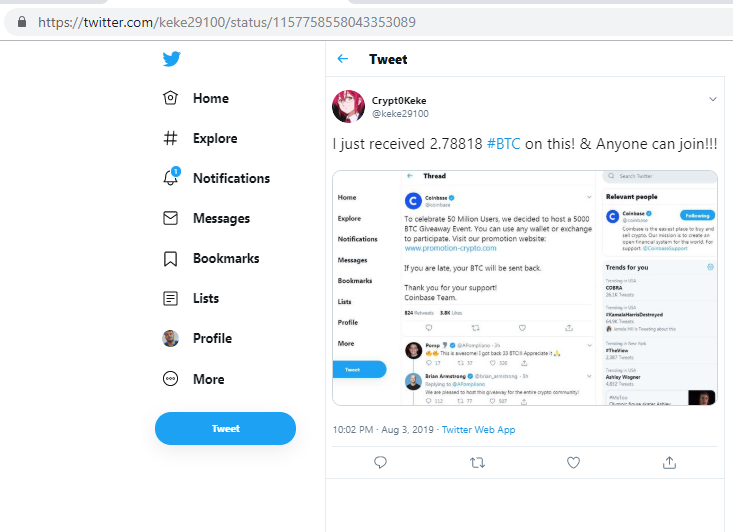 https://twitter.com/keke29100/status/1157758558043353089
Home
Explore
1
Notifications
Messages
Bookmarks
Lists
Profile
More
Tweet
Tweet
Crypt0Keke
@keke29100
I just received 2.78818 #BTC on this! & Anyone can join!!!
Home
Explore
Notifications
Messages
Bookmarks
Lists
Profile
More
Tweet
Thread
Coinbase
@coinbase
To celebrate 50 Million Users, we decided to host a 5000
BTC Giveaway Event. You can use any wallet or exchange
to participate. Visit our promotion website:
www.promotion-crypto.com
If you are late, your BTC will be sent back.
Thank you for your support!
Coinbase Team.
824 Retweets 3.8K Likes
Pomp @APompliano · 2h
This is awesome! I got back 33 BTC!! Appreciate it
17 57 320
Brian Armstrong @brian_armstrong · 3h
Replying to @APompliano
We are pleased to host this giveaway for the entire crypto community!
112 77 887
Search Twitter
Relevant people
Coinbase
@coinbase
Following
Coinbase is the easiest place to buy and
sell crypto. Our mission is to create an
open financial system for the world. For
support: @CoinbaseSupport
Trends for you
Trending in USA
COBRA
26.1K Tweets
Trending in USA
#KamalaHarrisDestroyed
64.9K Tweets
Jamele Hill is Tweeting about this
Trending in New York
#TheView
2,387 Tweets
Trending in USA
Ashley Wagner
4,802 Tweets
#MeToo
10:02 PM · Aug 3, 2019 · Twitter Web App